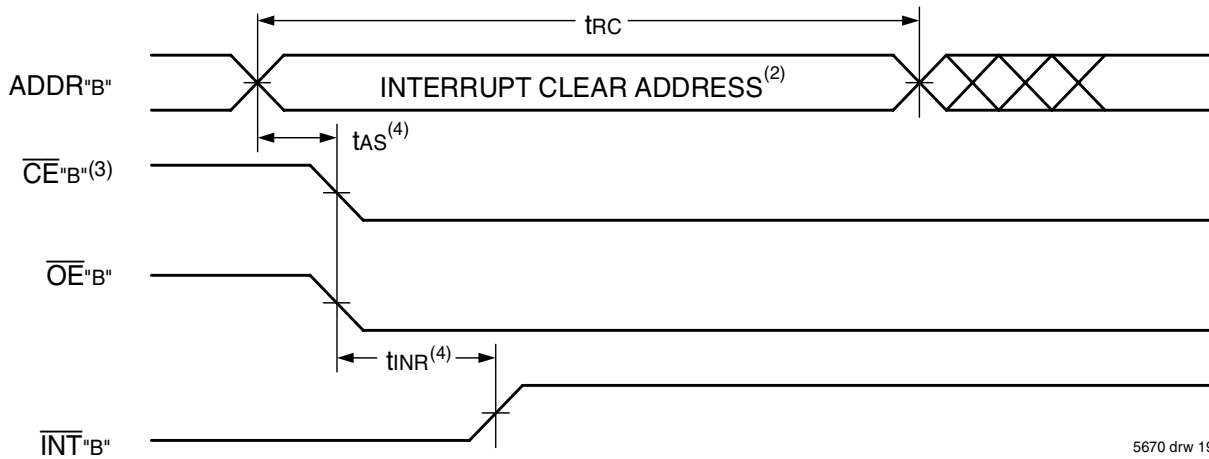 tRC
ADDR"B"
INTERRUPT CLEAR ADDRESS(2)
tAS(4)
CE"B"(3)
OE"B"
tINR(4)
INT"B"
5670 drw 19